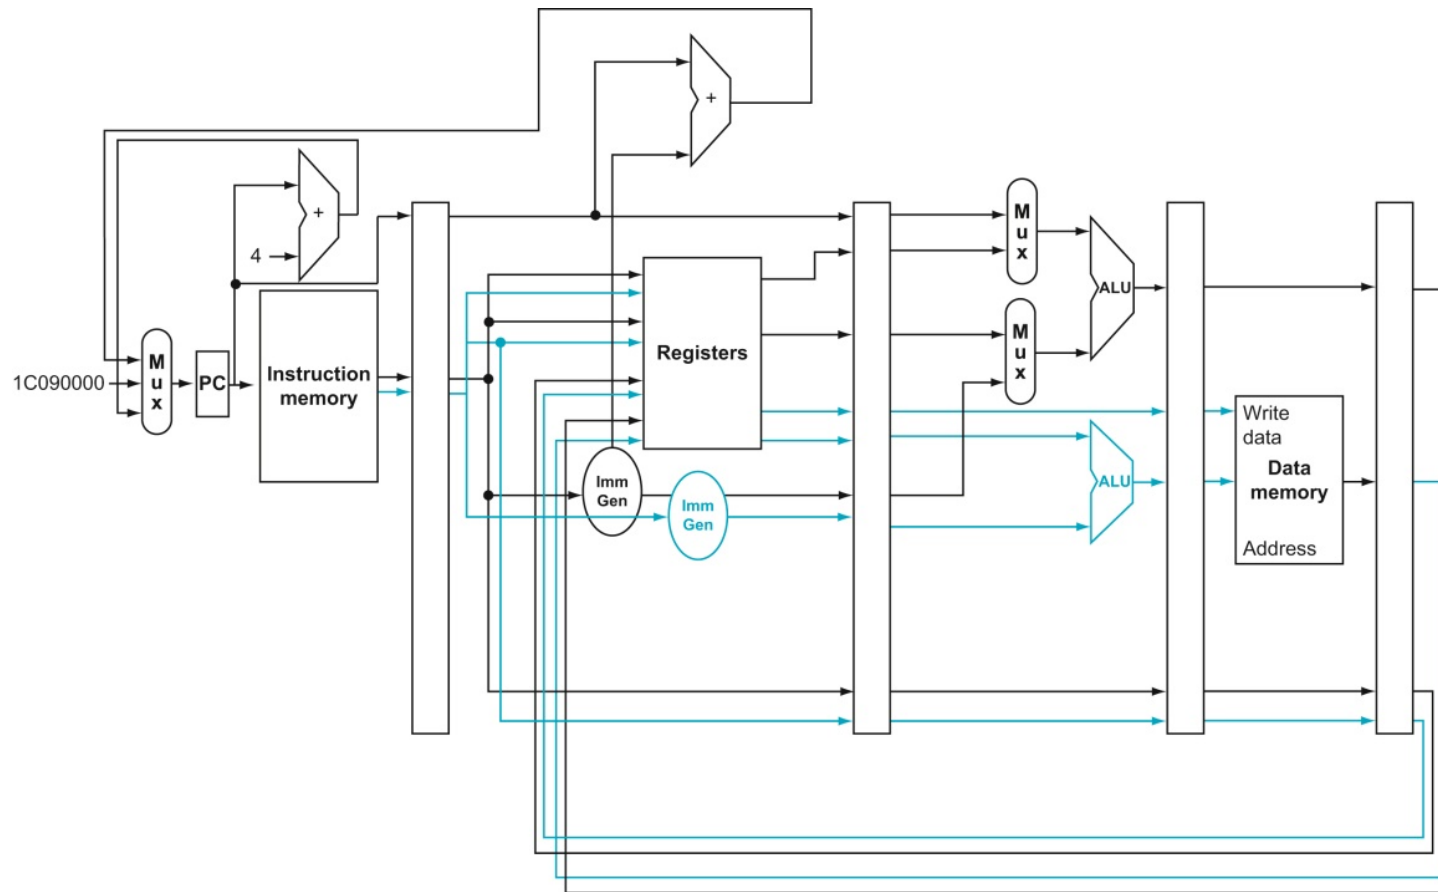 +
+
4
M
u
x
M
u
x
ALU
Registers
M
u
x
1C090000
M
u
x
PC
Instruction
memory
Write
data
Data
memory
Address
ALU
Imm
Gen
Imm
Gen